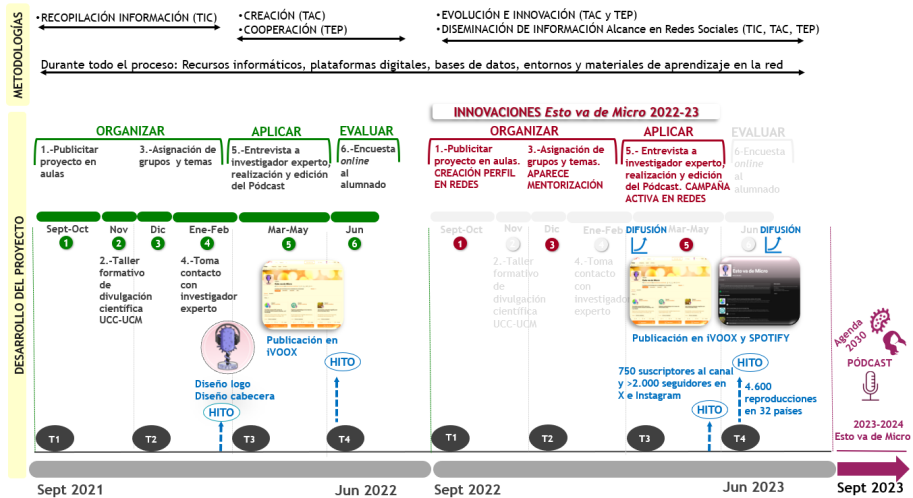 METODOLOGÍAS
•RECOPILACIÓN INFORMACIÓN (TIC)
•CREACIÓN (TAC)
•COOPERACIÓN (TEP)
•EVOLUCIÓN E INNOVACIÓN (TAC y TEP)
•DISEMINACIÓN DE INFORMACIÓN Alcance en Redes Sociales (TIC, TAC, TEP)
Durante todo el proceso: Recursos informáticos, plataformas digitales, bases de datos, entornos y materiales de aprendizaje en la red
DESARROLLO DEL PROYECTO
ORGANIZAR
APLICAR
EVALUAR
1.-Publicitar
proyecto en
aulas
3.-Asignación de
grupos y temas
5.-Entrevista a
investigador experto,
realización y edición
del Pódcast
6.-Encuesta
online
al
alumnado
Sept-Oct
Nov
Dic
Ene-Feb
Mar-May
Jun
1
2
3
4
5
6
2.-Taller
formativo
de
divulgación
científica
UCC-UCM
4.-Toma
contacto
con
investigador
experto
Publicación en
iVOOX
Diseño logo
Diseño cabecera
HITO
HITO
T1
T2
T3
T4
Sept 2021
Jun 2022
INNOVACIONES Esto va de Micro 2022-23
ORGANIZAR
APLICAR
EVALUAR
1.-Publicitar
proyecto en aulas.
CREACIÓN PERFIL
EN REDES
3.-Asignación de
grupos y temas.
APARECE
MENTORIZACIÓN
5.- Entrevista a
investigador experto,
realización y edición
del Pódcast. CAMPAÑA
ACTIVA EN REDES
6-Encuesta
online
al
alumnado
Sept-Oct
Nov
Dic
Ene-Feb
DIFUSIÓN
Mar-May
Jun
DIFUSIÓN
1
2
3
5
2.-Taller
formativo
de
divulgación
científica
UCC-UCM
4.-Toma
contacto
con
investigador
experto
Esto va de Micro
Publicación en iVOOX y SPOTIFY
750 suscriptores al canal
y >2.000 seguidores en
X e Instagram
HITO
HITO
4.600
reproducciones
en 32 países
T1
T2
T3
T4
Sept 2022
Jun 2023
Agenda
2030
PÓDCAST
2023-2024
Esto va de Micro
Sept 2023